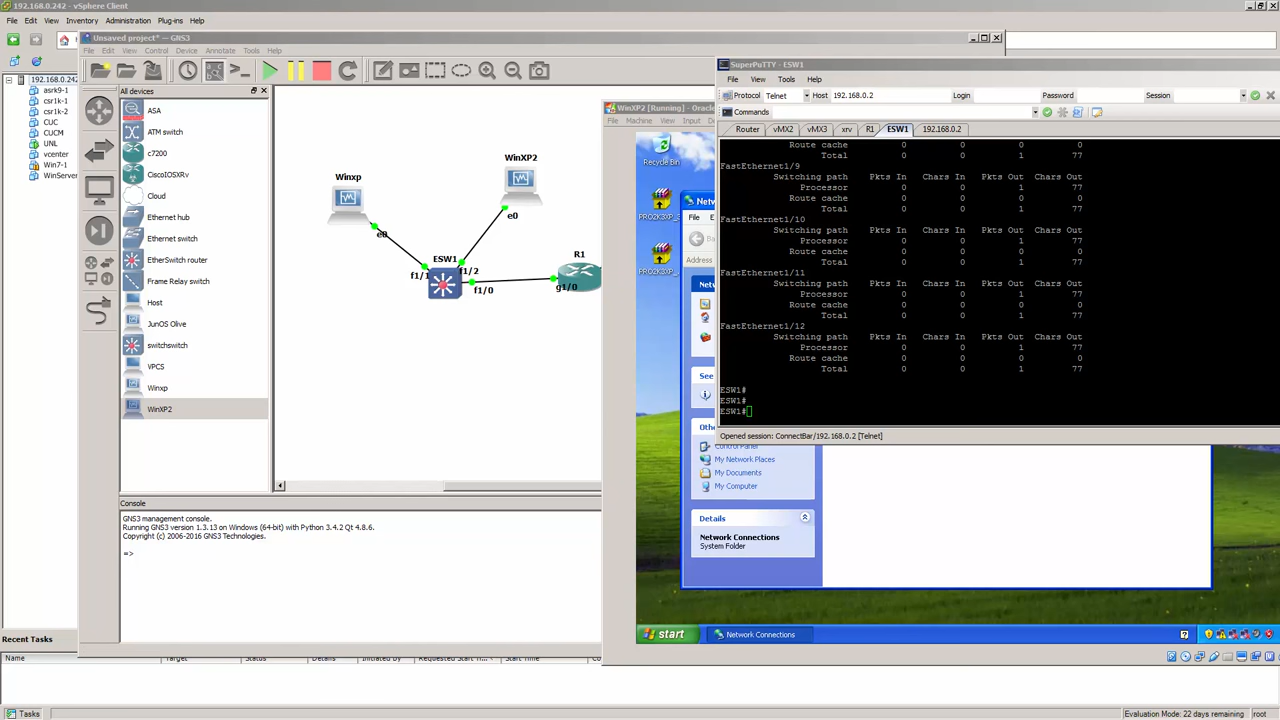 192.168.0.242 - vSphere Client
File Edit View Inventory Administration Plug-ins Help
192.168.0.242
asrk9-1
csr1k-1
csr1k-2
CUC
CUCM
UNL
vcenter
Win7-1
WinServer
Recent Tasks
Name Target Status Details Initiated by Requested Start Ti... Start Time
Tasks
Evaluation Mode: 22 days remaining root
Unsaved project* - GNS3
File Edit View Control Device Annotate Tools Help
All devices
ASA
ATM switch
c7200
CiscoIOSXRv
Cloud
Ethernet hub
Ethernet switch
EtherSwitch router
Frame Relay switch
Host
JunOS Olive
switchswitch
VPCS
Winxp
WinXP2
Winxp
WinXP2
e0
e0
ESW1
f1/1
f1/2
f1/0
R1
g1/0
Console
GNS3 management console.
Running GNS3 version 1.3.13 on Windows (64-bit) with Python 3.4.2 Qt 4.8.6.
Copyright (c) 2006-2016 GNS3 Technologies.
=>
WinXP2 [Running] - Oracle
File Machine View Input
Recycle Bin
PRO2K3XP_
PRO2K3XP_
Netw
File
Address
Netw
See
Oth
Control Panel
My Network Places
My Documents
My Computer
Details
Network Connections
System Folder
start Network Connections
SuperPuTTY - ESW1
File View Tools Help
Protocol Telnet Host 192.168.0.2 Login Password Session
Commands
Router vMX2 vMX3 xrv R1 ESW1 192.168.0.2
Route cache 0 0 0 0
Total 0 0 1 77
FastEthernet1/9
Switching path Pkts In Chars In Pkts Out Chars Out
Processor 0 0 1 77
Route cache 0 0 0 0
Total 0 0 1 77
FastEthernet1/10
Switching path Pkts In Chars In Pkts Out Chars Out
Processor 0 0 1 77
Route cache 0 0 0 0
Total 0 0 1 77
FastEthernet1/11
Switching path Pkts In Chars In Pkts Out Chars Out
Processor 0 0 1 77
Route cache 0 0 0 0
Total 0 0 1 77
FastEthernet1/12
Switching path Pkts In Chars In Pkts Out Chars Out
Processor 0 0 1 77
Route cache 0 0 0 0
Total 0 0 1 77
ESW1#
ESW1#
ESW1#
Opened session: ConnectBar/192.168.0.2 [Telnet]